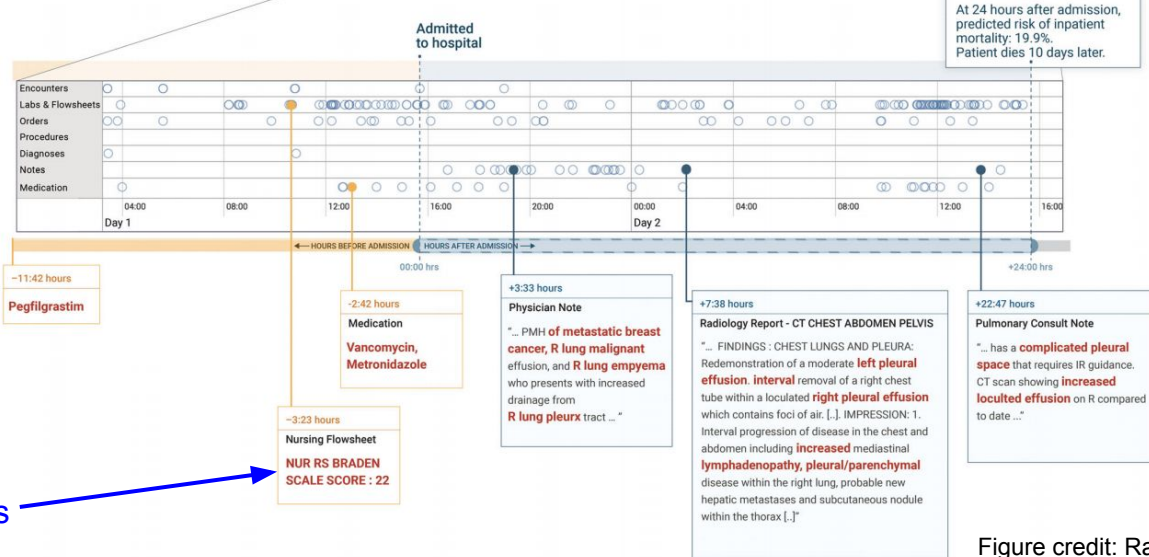 At 24 hours after admission,
predicted risk of inpatient
mortality: 19.9%.
Patient dies 10 days later.
Admitted
to hospital
Encounters
Labs & Flowsheets
Orders
Procedures
Diagnoses
Notes
Medication
04:00
08:00
12:00
16:00
20:00
00:00
04:00
08:00
12:00
16:00
Day 1
Day 2
HOURS BEFORE ADMISSION
HOURS AFTER ADMISSION
00:00 hrs
+24:00 hrs
−11:42 hours
Pegfilgrastim
−3:23 hours
Nursing Flowsheet
NUR RS BRADEN
SCALE SCORE : 22
-2:42 hours
Medication
Vancomycin,
Metronidazole
+3:33 hours
Physician Note
"... PMH of metastatic breast
cancer, R lung malignant
effusion, and R lung empyema
who presents with increased
drainage from
R lung pleurx tract ... "
+7:38 hours
Radiology Report - CT CHEST ABDOMEN PELVIS
"... FINDINGS : CHEST LUNGS AND PLEURA:
Redemonstration of a moderate left pleural
effusion. interval removal of a right chest
tube within a loculated right pleural effusion
which contains foci of air. [..]. IMPRESSION: 1.
Interval progression of disease in the chest and
abdomen including increased mediastinal
lymphadenopathy, pleural/parenchymal
disease within the right lung, probable new
hepatic metastases and subcutaneous nodule
within the thorax [..]"
+22:47 hours
Pulmonary Consult Note
"... has a complicated pleural
space that requires IR guidance.
CT scan showing increased
locultted effusion on R compared
to date ..."
s
Figure credit: Ra